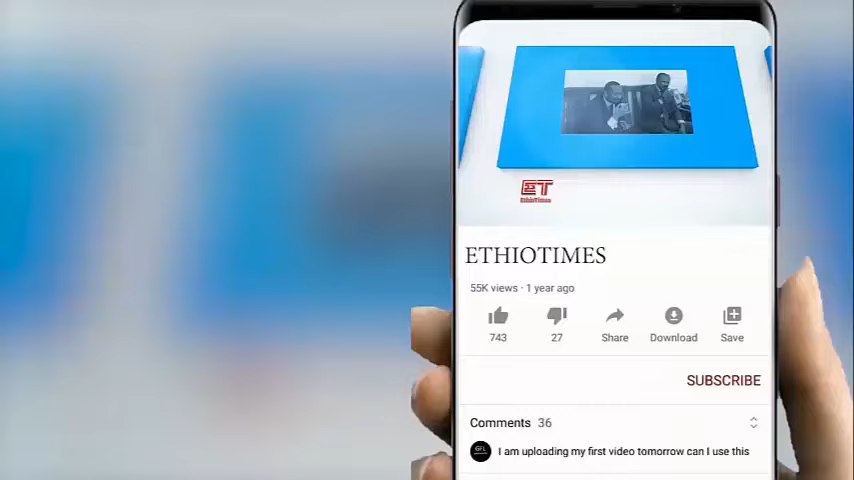 ET
EthioTimes
ETHIOTIMES
55K views · 1 year ago
743 27 Share Download Save
SUBSCRIBE
Comments 36
GFL
I am uploading my first video tomorrow can I use this